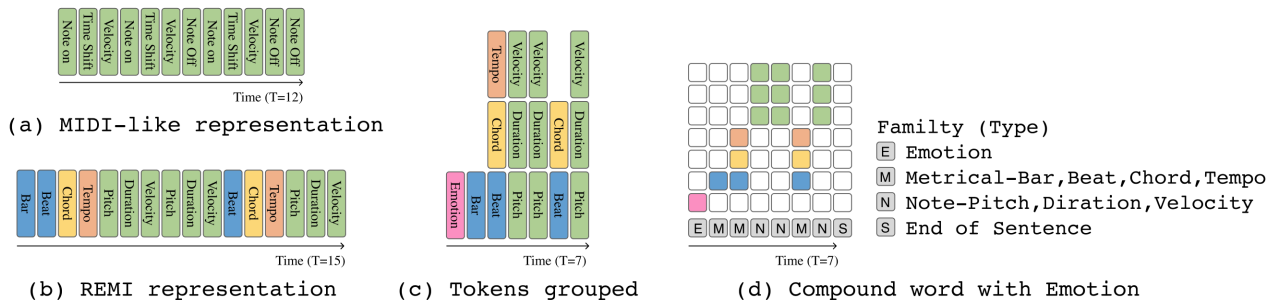 Note on
Time Shift
Velocity
Note on
Time Shift
Velocity
Note Off
Note on
Time Shift
Velocity
Note Off
Note Off
Time (T=12)
(a) MIDI-like representation
Bar
Beat
Chord
Tempo
Pitch
Duration
Velocity
Pitch
Duration
Velocity
Beat
Chord
Tempo
Pitch
Duration
Velocity
Time (T=15)
(b) REMI representation
Tempo
Velocity
Velocity
Velocity
Chord
Duration
Duration
Chord
Duration
Emotion
Bar
Beat
Pitch
Pitch
Beat
Pitch
Time (T=7)
(c) Tokens grouped
E M M N N M N S
Time (T=7)
Familty (Type)
E Emotion
M Metrical-Bar,Beat,Chord,Tempo
N Note-Pitch,Diration,Velocity
S End of Sentence
(d) Compound word with Emotion